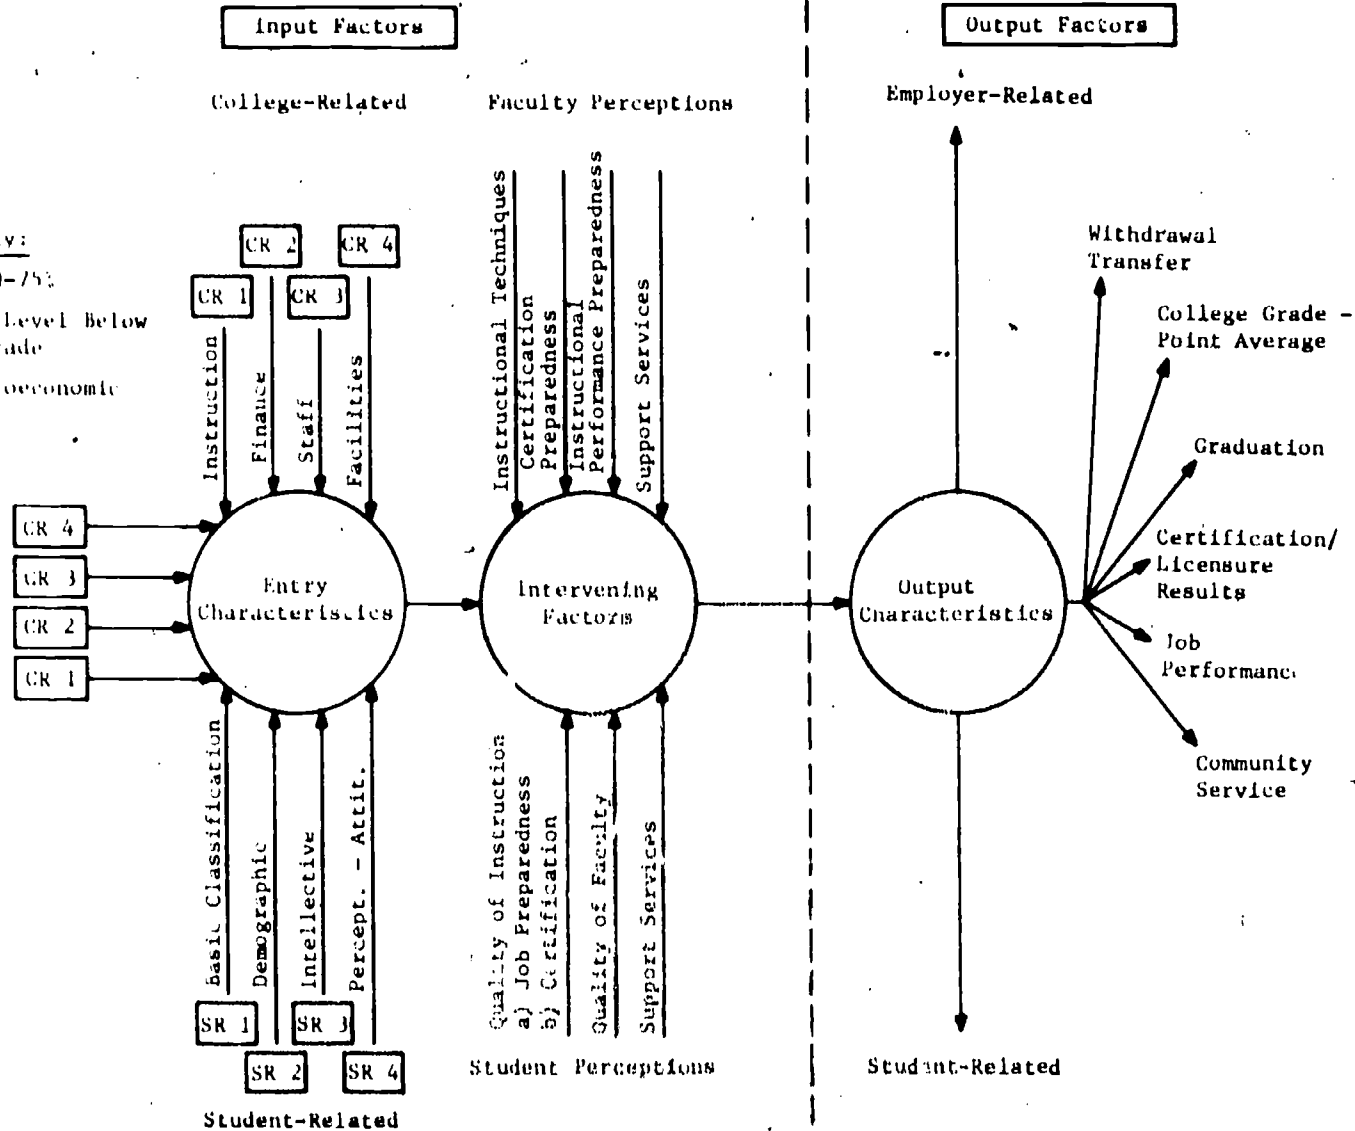 Input Factors
Output Factors
College-Related
Faculty Perceptions
Employer-Related
Level Below
CR 1
CR 2
CR 3
CR 4
Instruction
Finance
Staff
Facilities
Instructional Techniques
Certification
Preparedness
Instructional
Performance Preparedness
Support Services
Withdrawal
Transfer
College Grade -
Point Average
Graduation
Certification/
Licensure
Results
Job
Performance
Community
Service
CR 4
CR 3
CR 2
CR 1
Entry
Characteristics
Intervening
Factors
Output
Characteristics
Basic Classification
Demographic
Intellective
Percept. - Attit.
SR 1
SR 2
SR 3
SR 4
Student-Related
Quality of Instruction
a) Job Preparedness
b) Certification
Quality of Faculty
Support Services
Student Perceptions
Student-Related